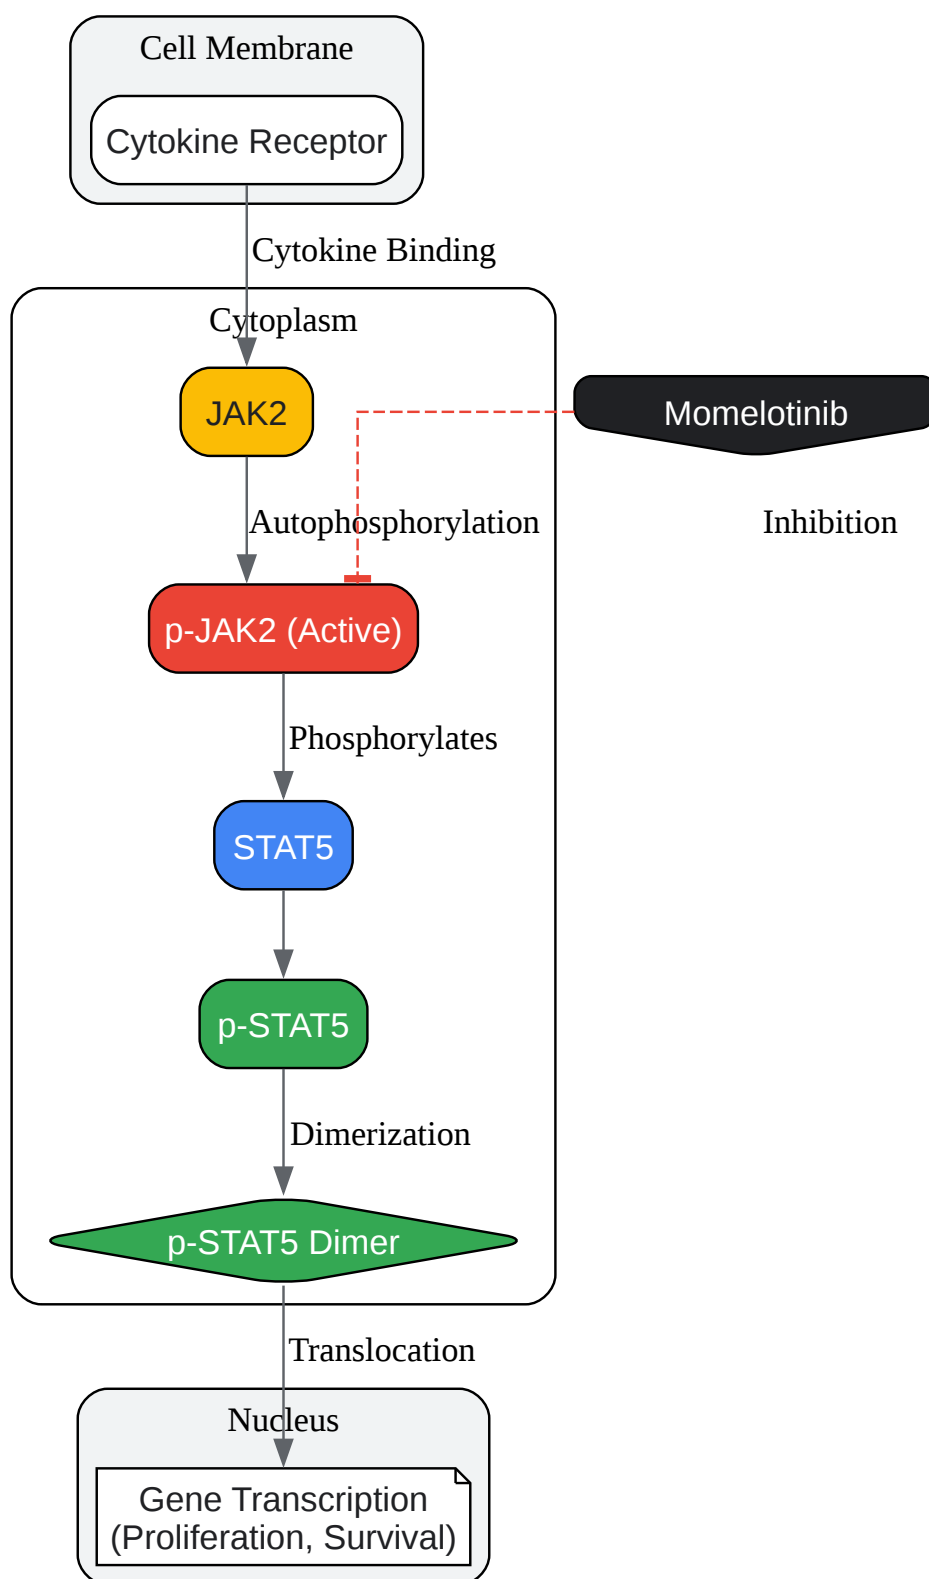 Cell Membrane
Cytokine Receptor
Cytokine Binding
Cytoplasm
JAK2
Momelotinib
Autophosphorylation
Inhibition
p-JAK2 (Active)
Phosphorylates
STAT5
p-STAT5
Dimerization
p-STAT5 Dimer
Translocation
Nucleus
Gene Transcription
(Proliferation, Survival)